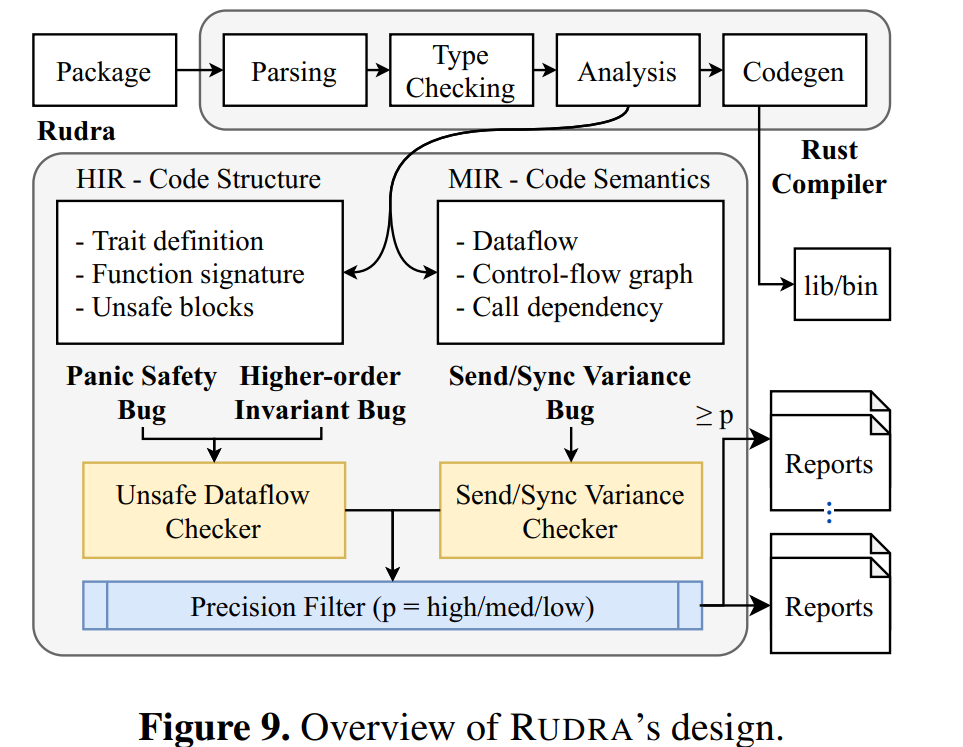 Package
Parsing
Type
Checking
Analysis
Codegen
Rudra
Rust
Compiler
HIR - Code Structure
MIR - Code Semantics
- Trait definition
- Function signature
- Unsafe blocks
- Dataflow
- Control-flow graph
- Call dependency
lib/bin
Panic Safety
Bug
Higher-order
Invariant Bug
Send/Sync Variance
Bug
≥ p
Reports
Unsafe Dataflow
Checker
Send/Sync Variance
Checker
Precision Filter (p = high/med/low)
Reports
Figure 9. Overview of RUDRA's design.